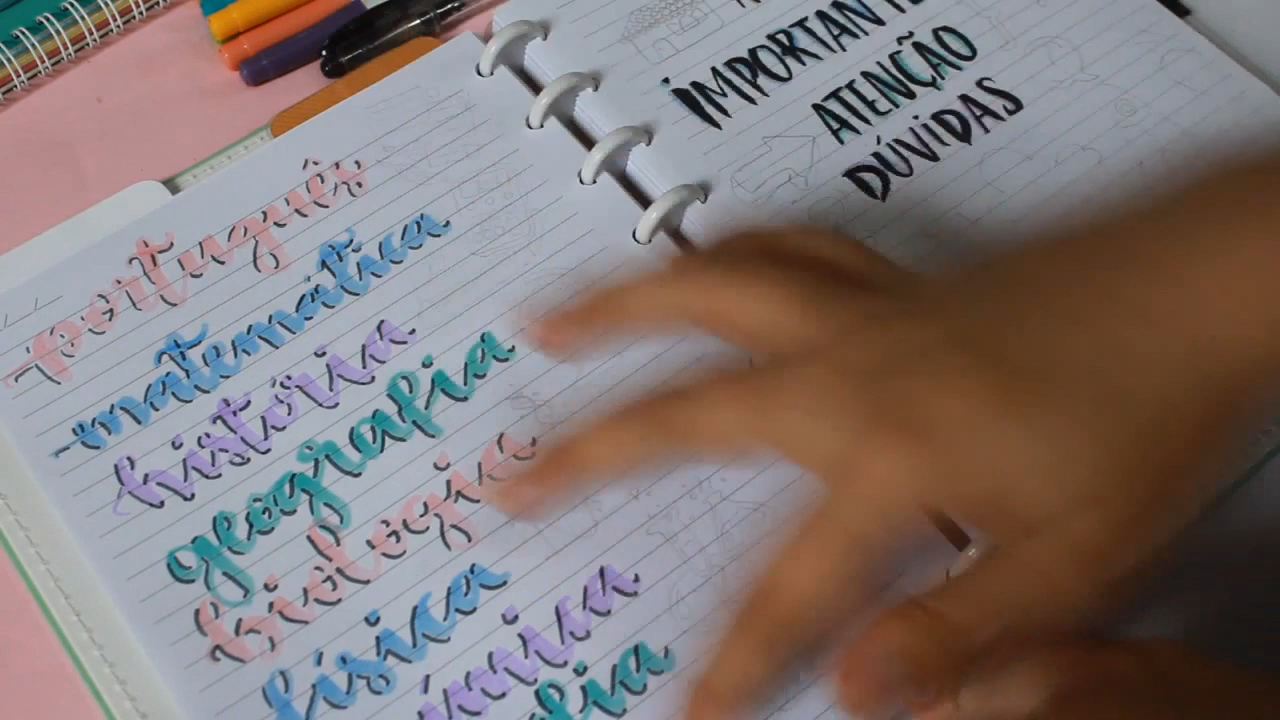 português
matemática
história
geografia
biologia
física
IMPORTANTE
ATENÇÃO
DÚVIDAS